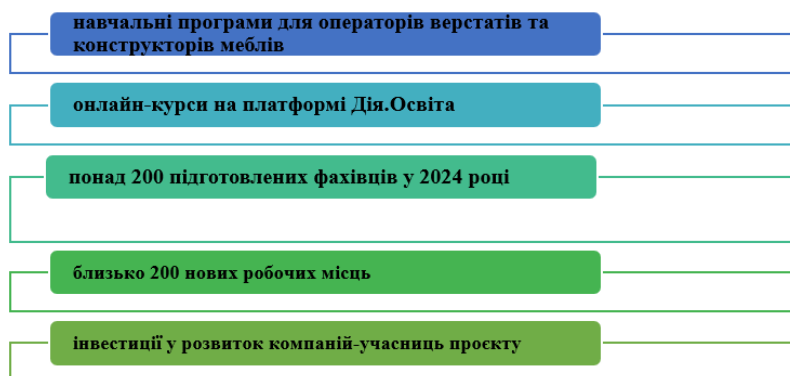 навчальні програми для операторів верстатів та
конструкторів меблів
онлайн-курси на платформі Дія.Освіта
понад 200 підготовлених фахівців у 2024 році
близько 200 нових робочих місць
інвестиції у розвиток компаній-учасниць проєкту